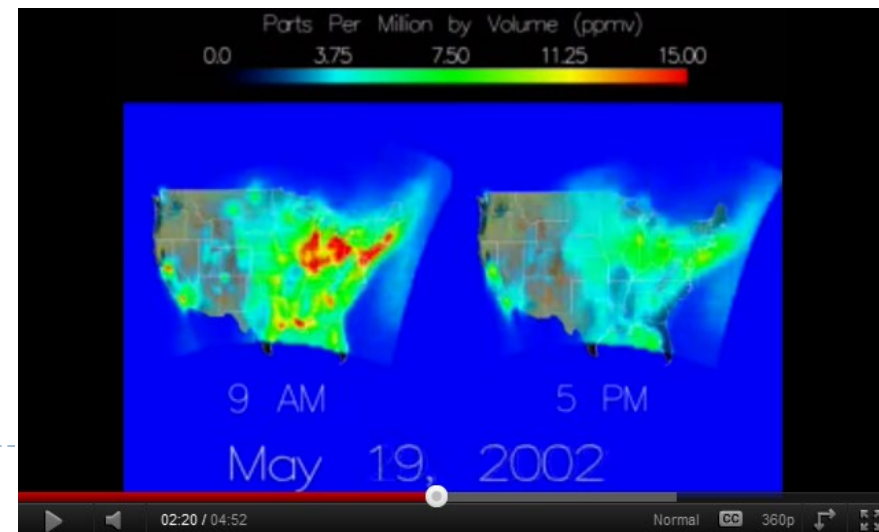 Parts Per Million by Volume (ppmv)
0.0 3.75 7.50 11.25 15.00
9 AM 5 PM
May 19, 2002
02:20 / 04:52 Normal CC 360p